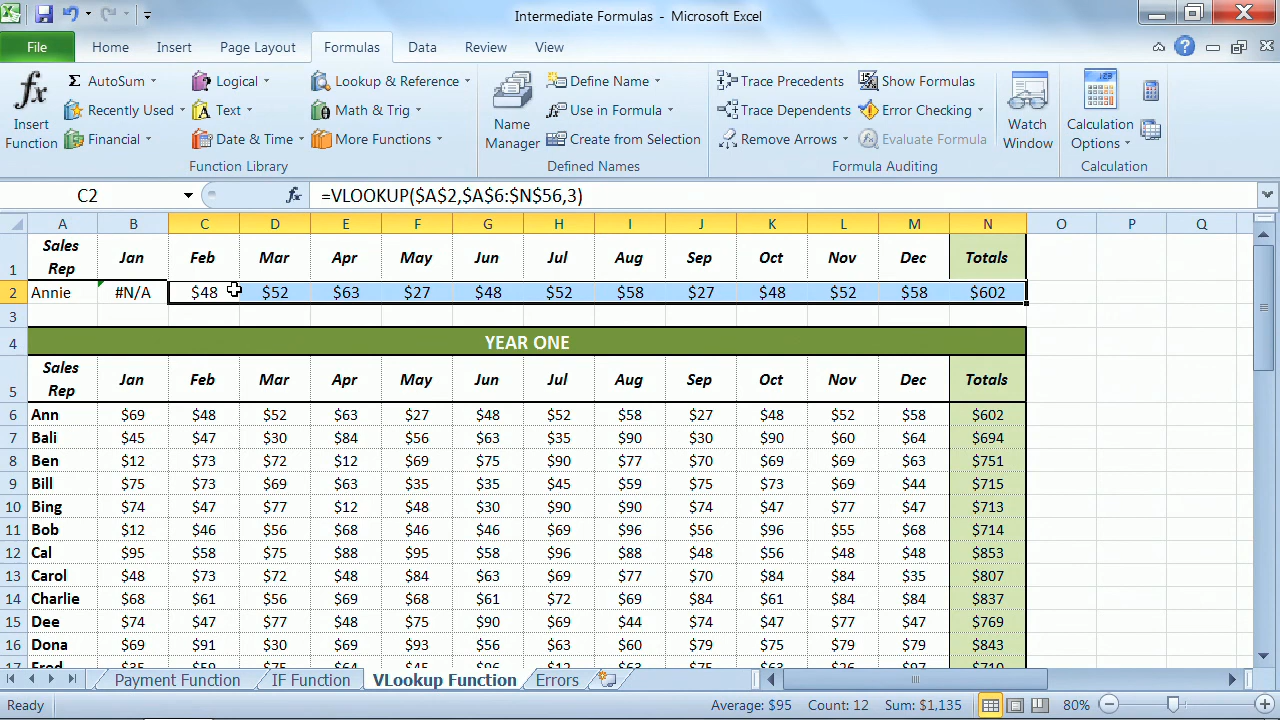 Intermediate Formulas - Microsoft Excel
File Home Insert Page Layout Formulas Data Review View
fx Insert Function
Σ AutoSum
Recently Used
Financial
Logical
Text
Date & Time
Lookup & Reference
Math & Trig
More Functions
Function Library
Name Manager
Define Name
Use in Formula
Create from Selection
Defined Names
Trace Precedents
Trace Dependents
Remove Arrows
Show Formulas
Error Checking
Evaluate Formula
Formula Auditing
Watch Window
Calculation Options
Calculation
C2 fx =VLOOKUP($A$2,$A$6:$N$56,3)
A B C D E F G H I J K L M N O P Q R
1 Sales Rep Jan Feb Mar Apr May Jun Jul Aug Sep Oct Nov Dec Totals
2 Annie #N/A $48 $52 $63 $27 $48 $52 $58 $27 $48 $52 $58 $602
3
4 YEAR ONE
5 Sales Rep Jan Feb Mar Apr May Jun Jul Aug Sep Oct Nov Dec Totals
6 Ann $69 $48 $52 $63 $27 $48 $52 $58 $27 $48 $52 $58 $602
7 Bali $45 $47 $30 $84 $56 $63 $35 $90 $30 $90 $60 $64 $694
8 Ben $12 $73 $72 $12 $69 $75 $90 $77 $70 $69 $69 $63 $751
9 Bill $75 $73 $69 $63 $35 $35 $45 $59 $75 $73 $69 $44 $715
10 Bing $74 $47 $77 $12 $48 $30 $90 $90 $74 $47 $77 $47 $713
11 Bob $12 $46 $56 $68 $46 $46 $69 $96 $56 $96 $55 $68 $714
12 Cal $95 $58 $75 $88 $95 $58 $96 $88 $48 $56 $48 $48 $853
13 Carol $48 $73 $72 $48 $84 $63 $69 $77 $70 $84 $84 $35 $807
14 Charlie $68 $61 $56 $69 $68 $61 $72 $69 $84 $61 $84 $84 $837
15 Dee $74 $47 $77 $48 $75 $90 $69 $44 $74 $47 $77 $47 $769
16 Dona $69 $91 $30 $69 $93 $56 $63 $60 $79 $75 $79 $79 $843
Payment Function IF Function VLookup Function Errors
Ready Average: $95 Count: 12 Sum: $1,135 80%